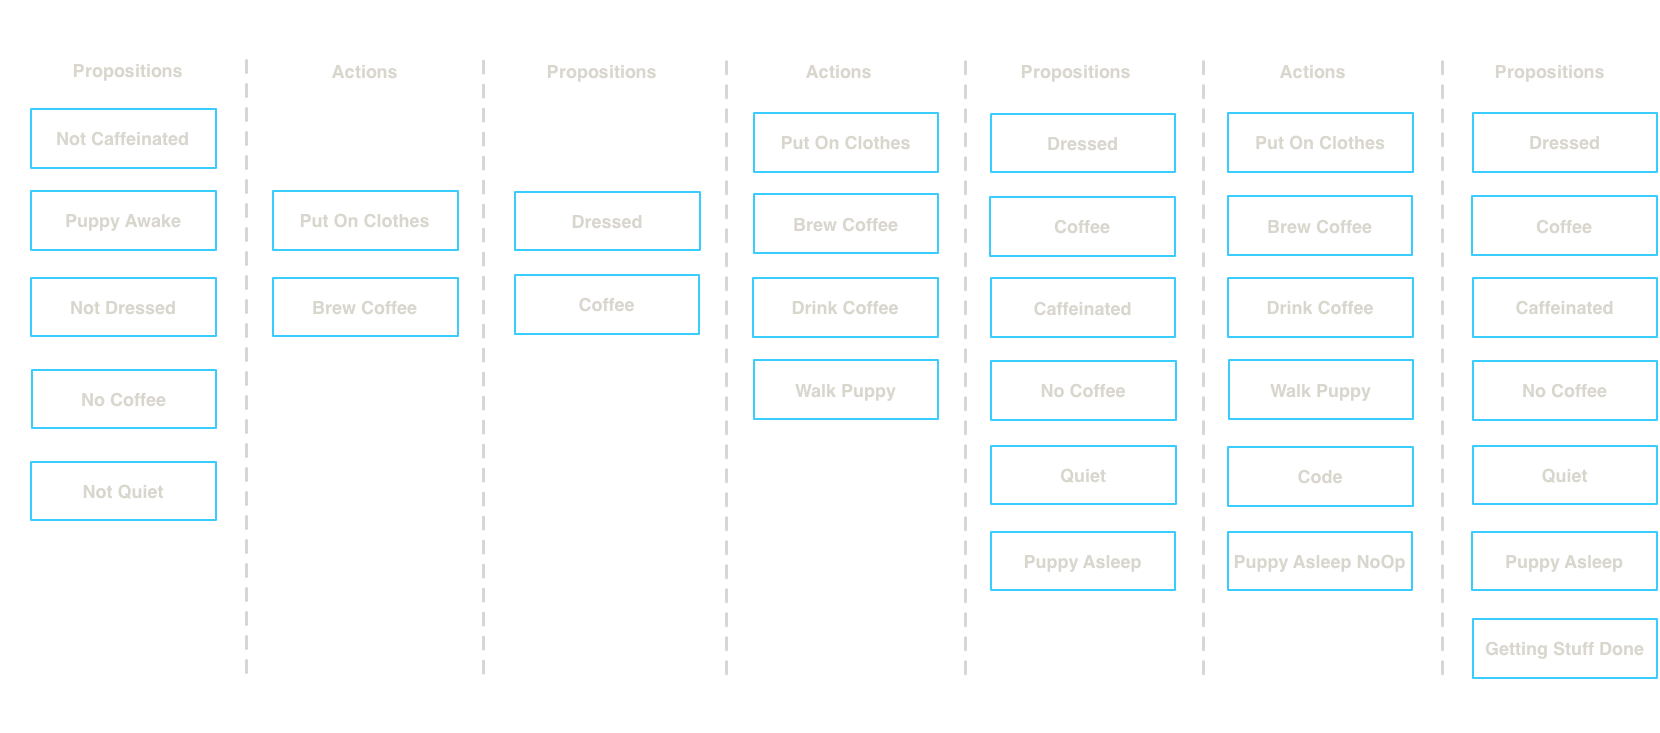 Propositions
Not Caffeinated
Puppy Awake
Not Dressed
No Coffee
Not Quiet
Actions
Put On Clothes
Brew Coffee
Propositions
Dressed
Coffee
Actions
Put On Clothes
Brew Coffee
Drink Coffee
Walk Puppy
Propositions
Dressed
Coffee
Caffeinated
No Coffee
Quiet
Puppy Asleep
Actions
Put On Clothes
Brew Coffee
Drink Coffee
Walk Puppy
Code
Puppy Asleep NoOp
Propositions
Dressed
Coffee
Caffeinated
No Coffee
Quiet
Puppy Asleep
Getting Stuff Done